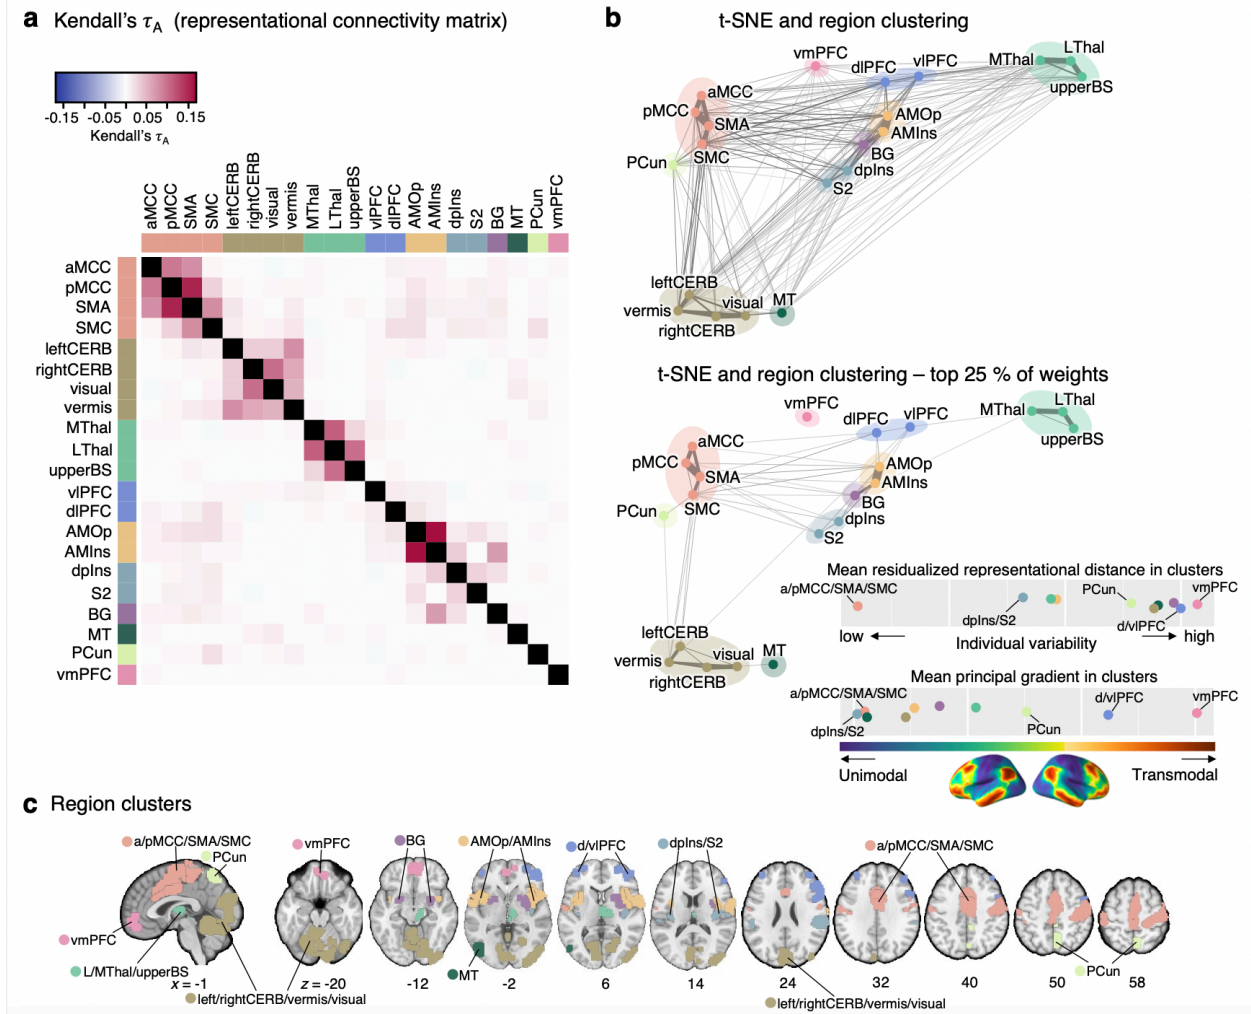 a Kendall's τA (representational connectivity matrix)
-0.15 -0.05 0.05 0.15
Kendall's τA
aMCC pMCC SMA SMC leftCERB rightCERB visual vermis MThal LThal upperBS vlPFC dlPFC AMOp AMIns dpIns S2 BG MT PCun vmPFC
aMCC
pMCC
SMA
SMC
leftCERB
rightCERB
visual
vermis
MThal
LThal
upperBS
vlPFC
dlPFC
AMOp
AMIns
dpIns
S2
BG
MT
PCun
vmPFC
b t-SNE and region clustering
vmPFC
dlPFC
vlPFC
MThal
LThal
upperBS
aMCC
pMCC
SMA
SMC
PCun
AMOp
AMIns
BG
dpIns
S2
leftCERB
vermis
visual
MT
rightCERB
t-SNE and region clustering – top 25 % of weights
vmPFC
dlPFC
vlPFC
MThal
LThal
upperBS
aMCC
pMCC
SMA
SMC
PCun
AMOp
AMIns
BG
dpIns
S2
leftCERB
vermis
visual
MT
rightCERB
Mean residualized representational distance in clusters
a/pMCC/SMA/SMC
dpIns/S2
PCun
d/vlPFC
vmPFC
low
Individual variability
high
Mean principal gradient in clusters
a/pMCC/SMA/SMC
dpIns/S2
PCun
d/vlPFC
vmPFC
Unimodal
Transmodal
c Region clusters
a/pMCC/SMA/SMC
PCun
vmPFC
L/MThal/upperBS
vmPFC
BG
AMOp/AMIns
d/vlPFC
dpIns/S2
a/pMCC/SMA/SMC
MT
PCun
x = -1 z = -20 -12 -2 6 14 24 32 40 50 58
left/rightCERB/vermis/visual
left/rightCERB/vermis/visual